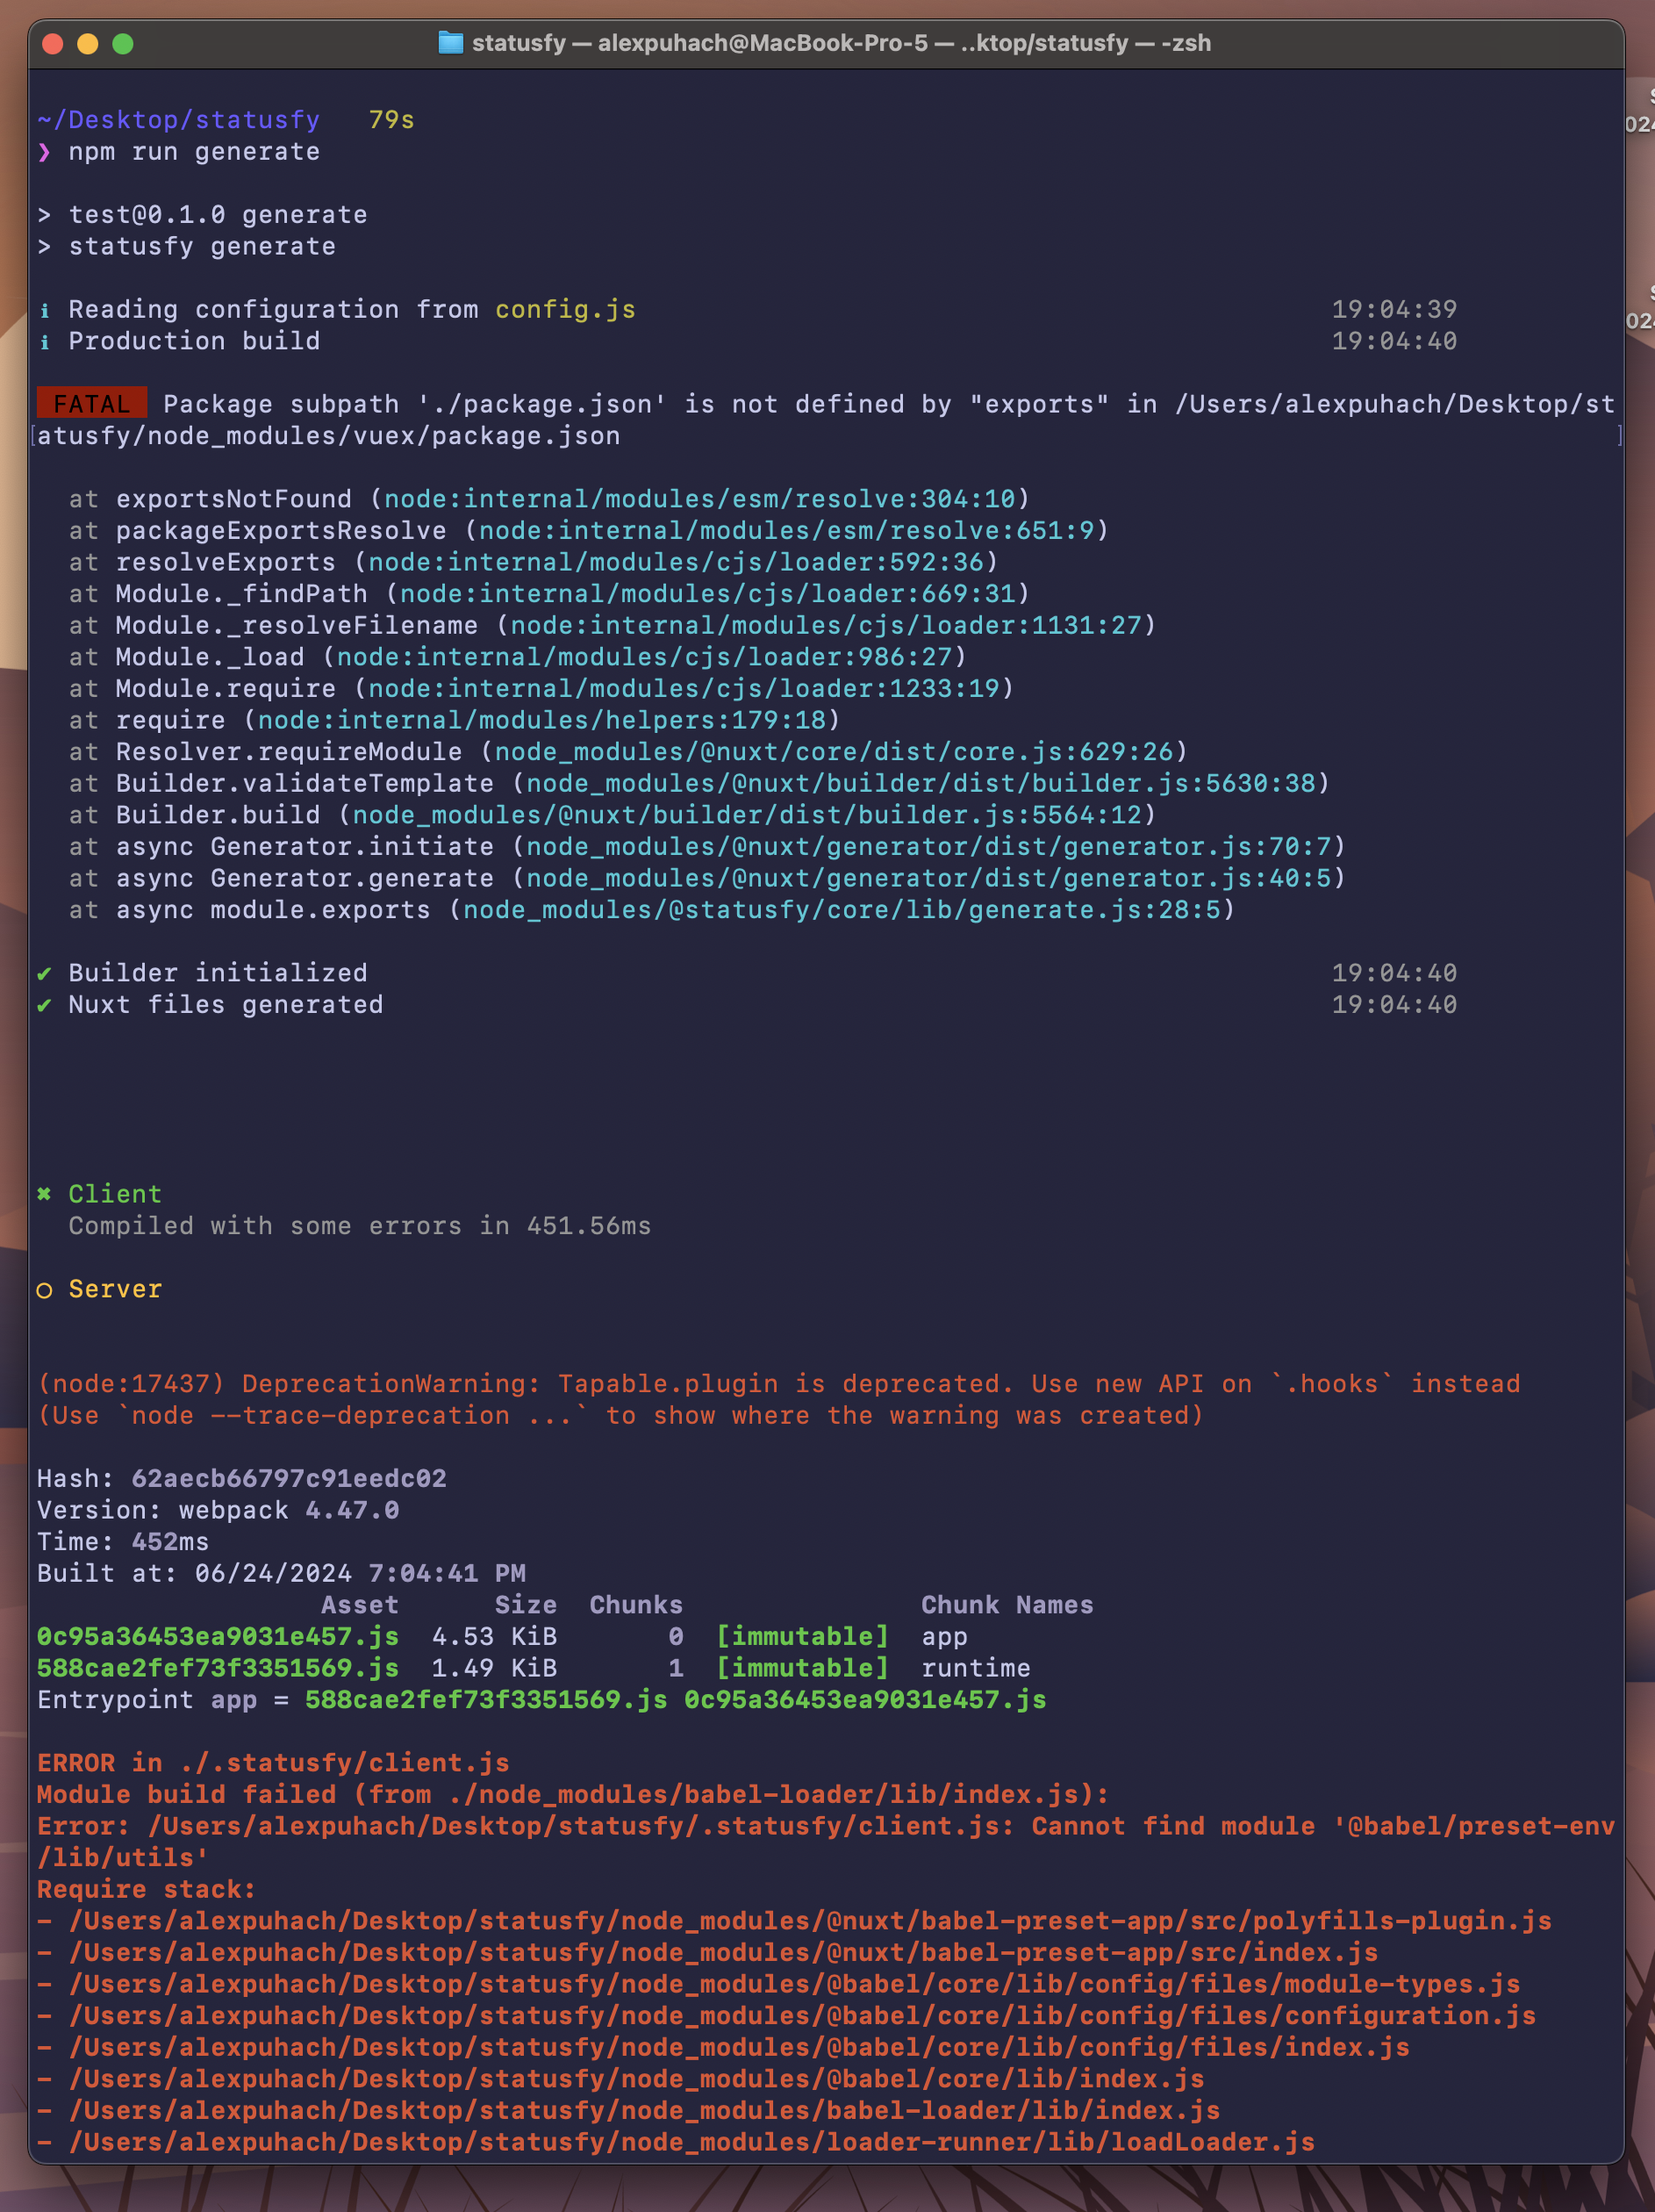 statusfy — alexpuhach@MacBook-Pro-5 — ..ktop/statusfy — -zsh
~/Desktop/statusfy   79s
❯ npm run generate
> test@0.1.0 generate
> statusfy generate
ℹ Reading configuration from config.js 19:04:39
ℹ Production build 19:04:40
FATAL  Package subpath './package.json' is not defined by "exports" in /Users/alexpuhach/Desktop/st
atusfy/node_modules/vuex/package.json
at exportsNotFound (node:internal/modules/esm/resolve:304:10)
at packageExportsResolve (node:internal/modules/esm/resolve:651:9)
at resolveExports (node:internal/modules/cjs/loader:592:36)
at Module._findPath (node:internal/modules/cjs/loader:669:31)
at Module._resolveFilename (node:internal/modules/cjs/loader:1131:27)
at Module._load (node:internal/modules/cjs/loader:986:27)
at Module.require (node:internal/modules/cjs/loader:1233:19)
at require (node:internal/modules/helpers:179:18)
at Resolver.requireModule (node_modules/@nuxt/core/dist/core.js:629:26)
at Builder.validateTemplate (node_modules/@nuxt/builder/dist/builder.js:5630:38)
at Builder.build (node_modules/@nuxt/builder/dist/builder.js:5564:12)
at async Generator.initiate (node_modules/@nuxt/generator/dist/generator.js:70:7)
at async Generator.generate (node_modules/@nuxt/generator/dist/generator.js:40:5)
at async module.exports (node_modules/@statusfy/core/lib/generate.js:28:5)
✔ Builder initialized 19:04:40
✔ Nuxt files generated 19:04:40
✖ Client
Compiled with some errors in 451.56ms
○ Server
(node:17437) DeprecationWarning: Tapable.plugin is deprecated. Use new API on `.hooks` instead
(Use `node --trace-deprecation ...` to show where the warning was created)
Hash: 62aecb66797c91eedc02
Version: webpack 4.47.0
Time: 452ms
Built at: 06/24/2024 7:04:41 PM
Asset      Size  Chunks               Chunk Names
0c95a36453ea9031e457.js  4.53 KiB       0  [immutable]  app
588cae2fef73f3351569.js  1.49 KiB       1  [immutable]  runtime
Entrypoint app = 588cae2fef73f3351569.js 0c95a36453ea9031e457.js
ERROR in ./.statusfy/client.js
Module build failed (from ./node_modules/babel-loader/lib/index.js):
Error: /Users/alexpuhach/Desktop/statusfy/.statusfy/client.js: Cannot find module '@babel/preset-env
/lib/utils'
Require stack:
- /Users/alexpuhach/Desktop/statusfy/node_modules/@nuxt/babel-preset-app/src/polyfills-plugin.js
- /Users/alexpuhach/Desktop/statusfy/node_modules/@nuxt/babel-preset-app/src/index.js
- /Users/alexpuhach/Desktop/statusfy/node_modules/@babel/core/lib/config/files/module-types.js
- /Users/alexpuhach/Desktop/statusfy/node_modules/@babel/core/lib/config/files/configuration.js
- /Users/alexpuhach/Desktop/statusfy/node_modules/@babel/core/lib/config/files/index.js
- /Users/alexpuhach/Desktop/statusfy/node_modules/@babel/core/lib/index.js
- /Users/alexpuhach/Desktop/statusfy/node_modules/babel-loader/lib/index.js
- /Users/alexpuhach/Desktop/statusfy/node_modules/loader-runner/lib/loadLoader.js